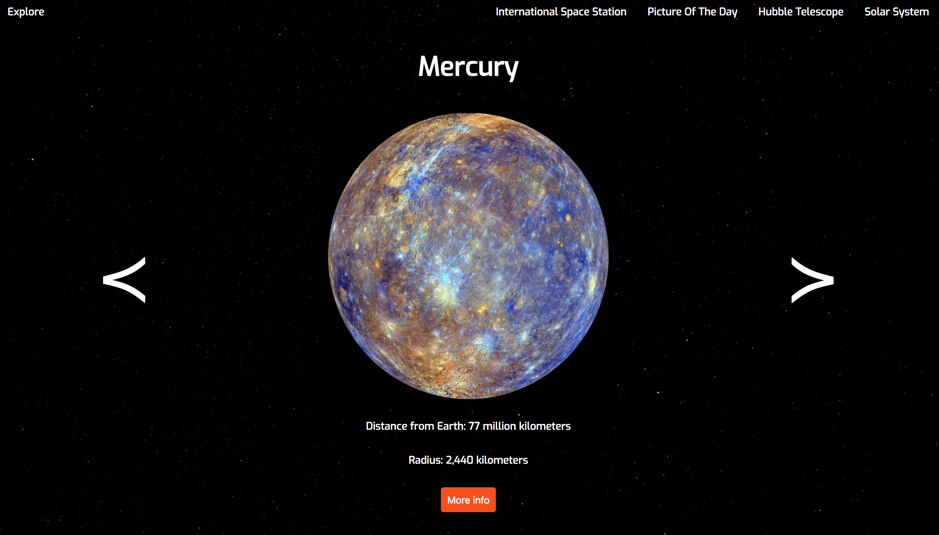 Explore
International Space Station Picture Of The Day Hubble Telescope Solar System
Mercury
Distance from Earth: 77 million kilometers
Radius: 2,440 kilometers
More info